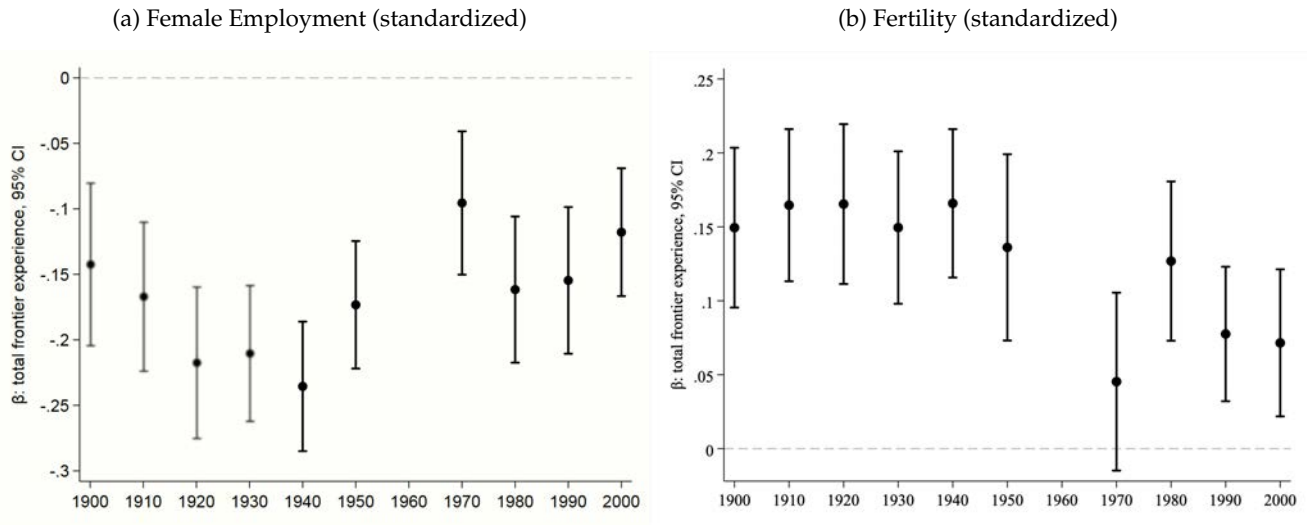 (a) Female Employment (standardized)
(b) Fertility (standardized)
β: total frontier experience, 95% CI
0
-.05
-.1
-.15
-.2
-.25
-.3
1900 1910 1920 1930 1940 1950 1960 1970 1980 1990 2000
β: total frontier experience, 95% CI
.25
.2
.15
.1
.05
0
1900 1910 1920 1930 1940 1950 1960 1970 1980 1990 2000